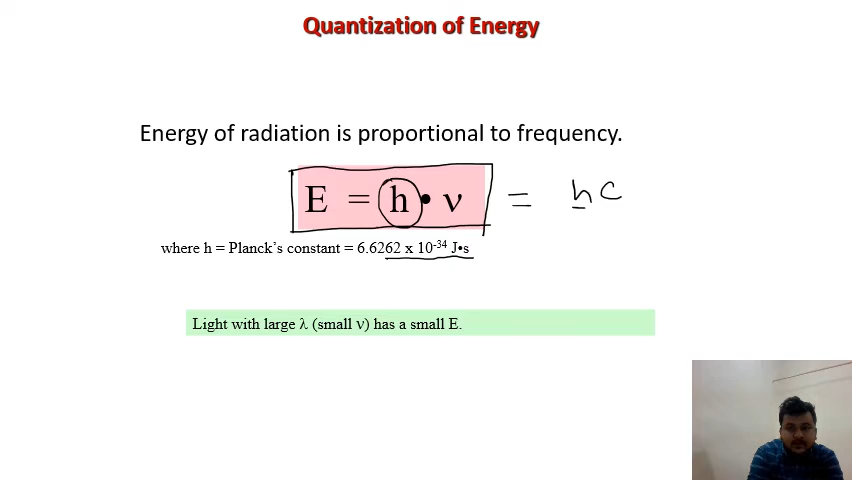 Quantization of Energy
Energy of radiation is proportional to frequency.
E = h • ν = hc
where h = Planck's constant = 6.6262 x 10⁻³⁴ J•s
Light with large λ (small ν) has a small E.